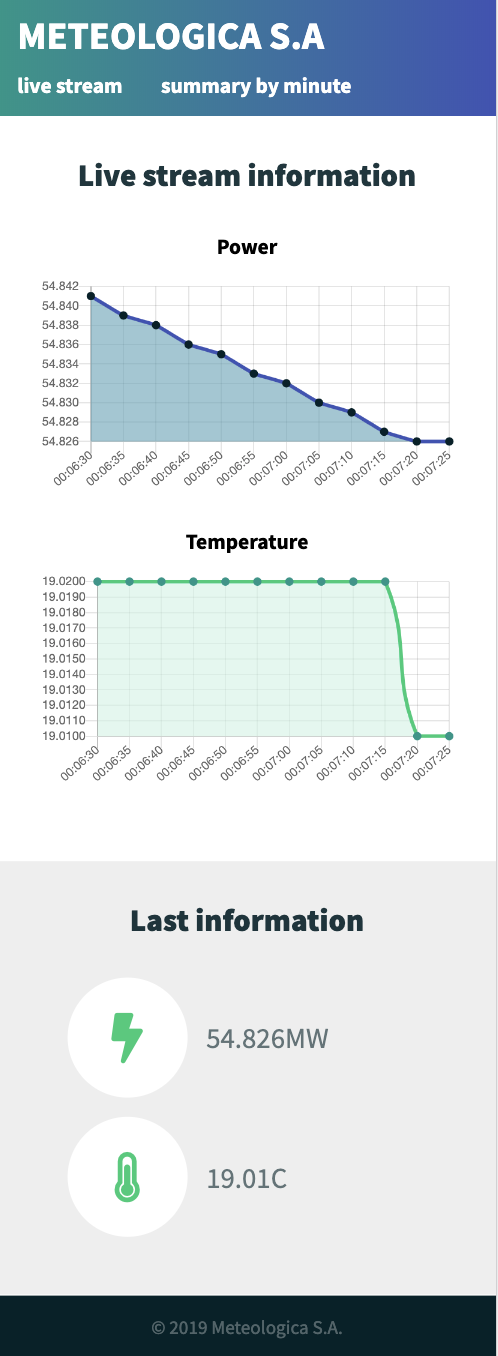 METEOLOGICA S.A
live stream summary by minute
Live stream information
Power
54.842
54.840
54.838
54.836
54.834
54.832
54.830
54.828
54.826
00:06:30 00:06:35 00:06:40 00:06:45 00:06:50 00:06:55 00:07:00 00:07:05 00:07:10 00:07:15 00:07:20 00:07:25
Temperature
19.0200
19.0190
19.0180
19.0170
19.0160
19.0150
19.0140
19.0130
19.0120
19.0110
19.0100
00:06:30 00:06:35 00:06:40 00:06:45 00:06:50 00:06:55 00:07:00 00:07:05 00:07:10 00:07:15 00:07:20 00:07:25
Last information
54.826MW
19.01C
© 2019 Meteologica S.A.